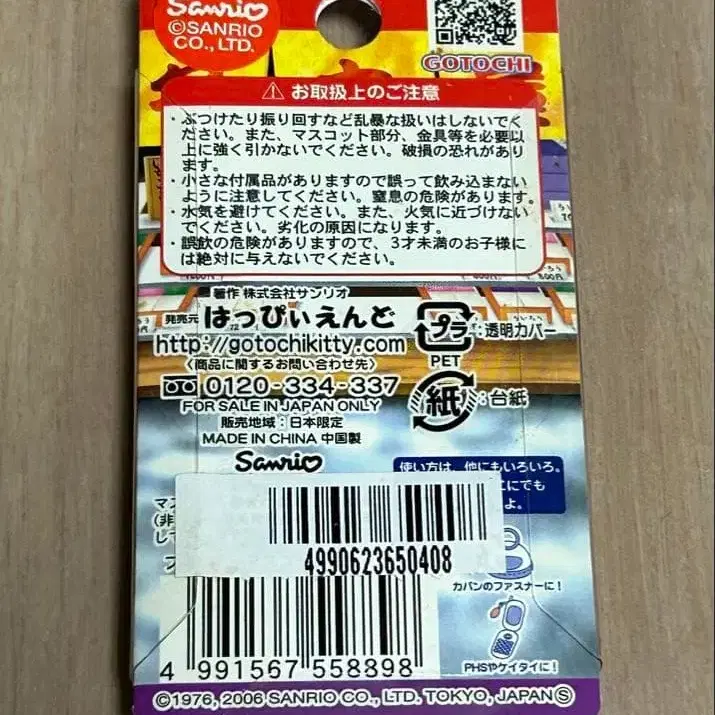 Sanrio
©SANRIO
CO., LTD.
GOTOCHI
⚠ お取扱上のご注意
・ぶつけたり振り回すなど乱暴な扱いはしないでく
ださい。また、マスコット部分、金具等を必要以
上に強く引かないでください。破損の恐れがあり
ます。
・小さな付属品がありますので誤って飲み込まない
ように注意してください。窒息の危険があります。
・水気を避けてください。また、火気に近づけない
でください。劣化の原因になります。
・誤飲の危険がありますので、3才未満のお子様に
は絶対に与えないでください。
著作 株式会社サンリオ
発売元 はっぴぃえんど
http://gotochikitty.com
〈商品に関するお問い合わせ先〉
0120-334-337
FOR SALE IN JAPAN ONLY
販売地域：日本限定
MADE IN CHINA 中国製
プラ：透明カバー
PET
紙：台紙
Sanrio
使い方は、他にもいろいろ。
こにでも
よ。
4990623650408
カバンのファスナーに！
PHSやケイタイに！
4 991567 558898
©1976, 2006 SANRIO CO., LTD. TOKYO, JAPAN Ⓢ